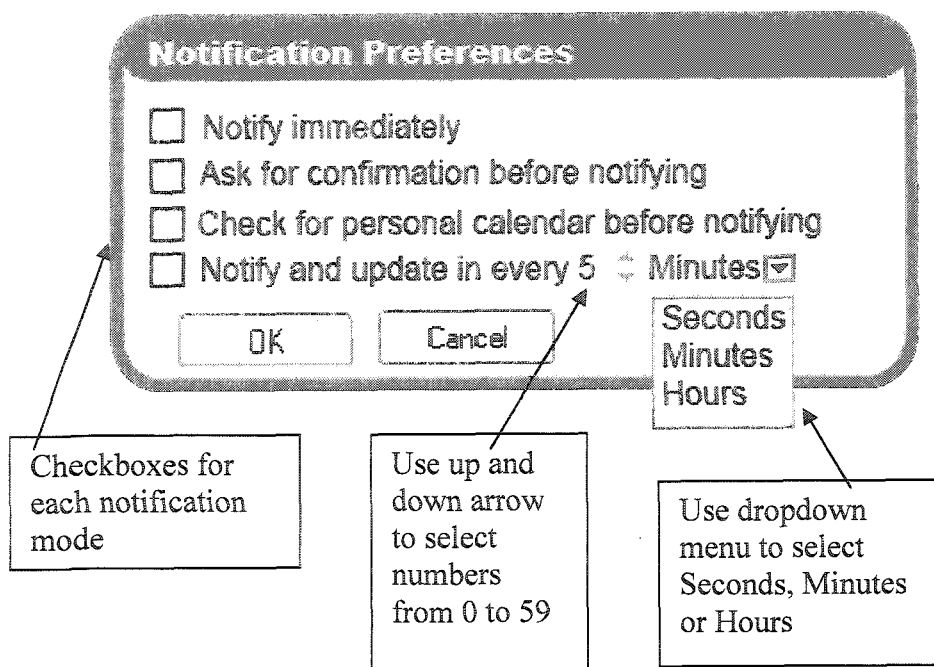 Notification Preferences
Notify immediately
Ask for confirmation before notifying
Check for personal calendar before notifying
Notify and update in every 5 Minutes
Seconds
Minutes
Hours
OK
Cancel
Checkboxes for
each notification
mode
Use up and
down arrow
to select
numbers
from 0 to 59
Use dropdown
menu to select
Seconds, Minutes
or Hours